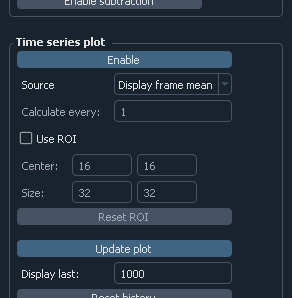 Enable subtraction
Time series plot
Enable
Source Display frame mean
Calculate every: 1
Use ROI
Center: 16 16
Size: 32 32
Reset ROI
Update plot
Display last: 1000
Reset history